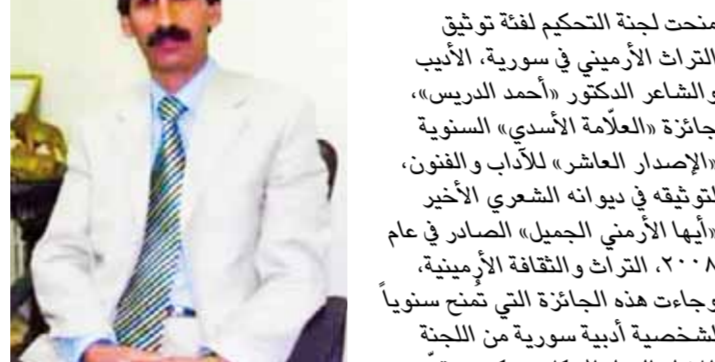 منحت لجنة التحكيم لفئة توثيق
التراث الأرميني في سورية، الأديب
والشاعر الدكتور «أحمد الدريس»،
جائزة «العلّامة الأسدي» السنوية
«الإصدار العاشر» للآداب والفنون،
لتوثيقه في ديوانه الشعري الأخير
«أيها الأرمني الجميل» الصادر في عام
٢٠٠٨، التراث والثقافة الأرمينية،
وجاءت هذه الجائزة التي تُمنح سنوياً
لشخصية أدبية سورية من اللجنة